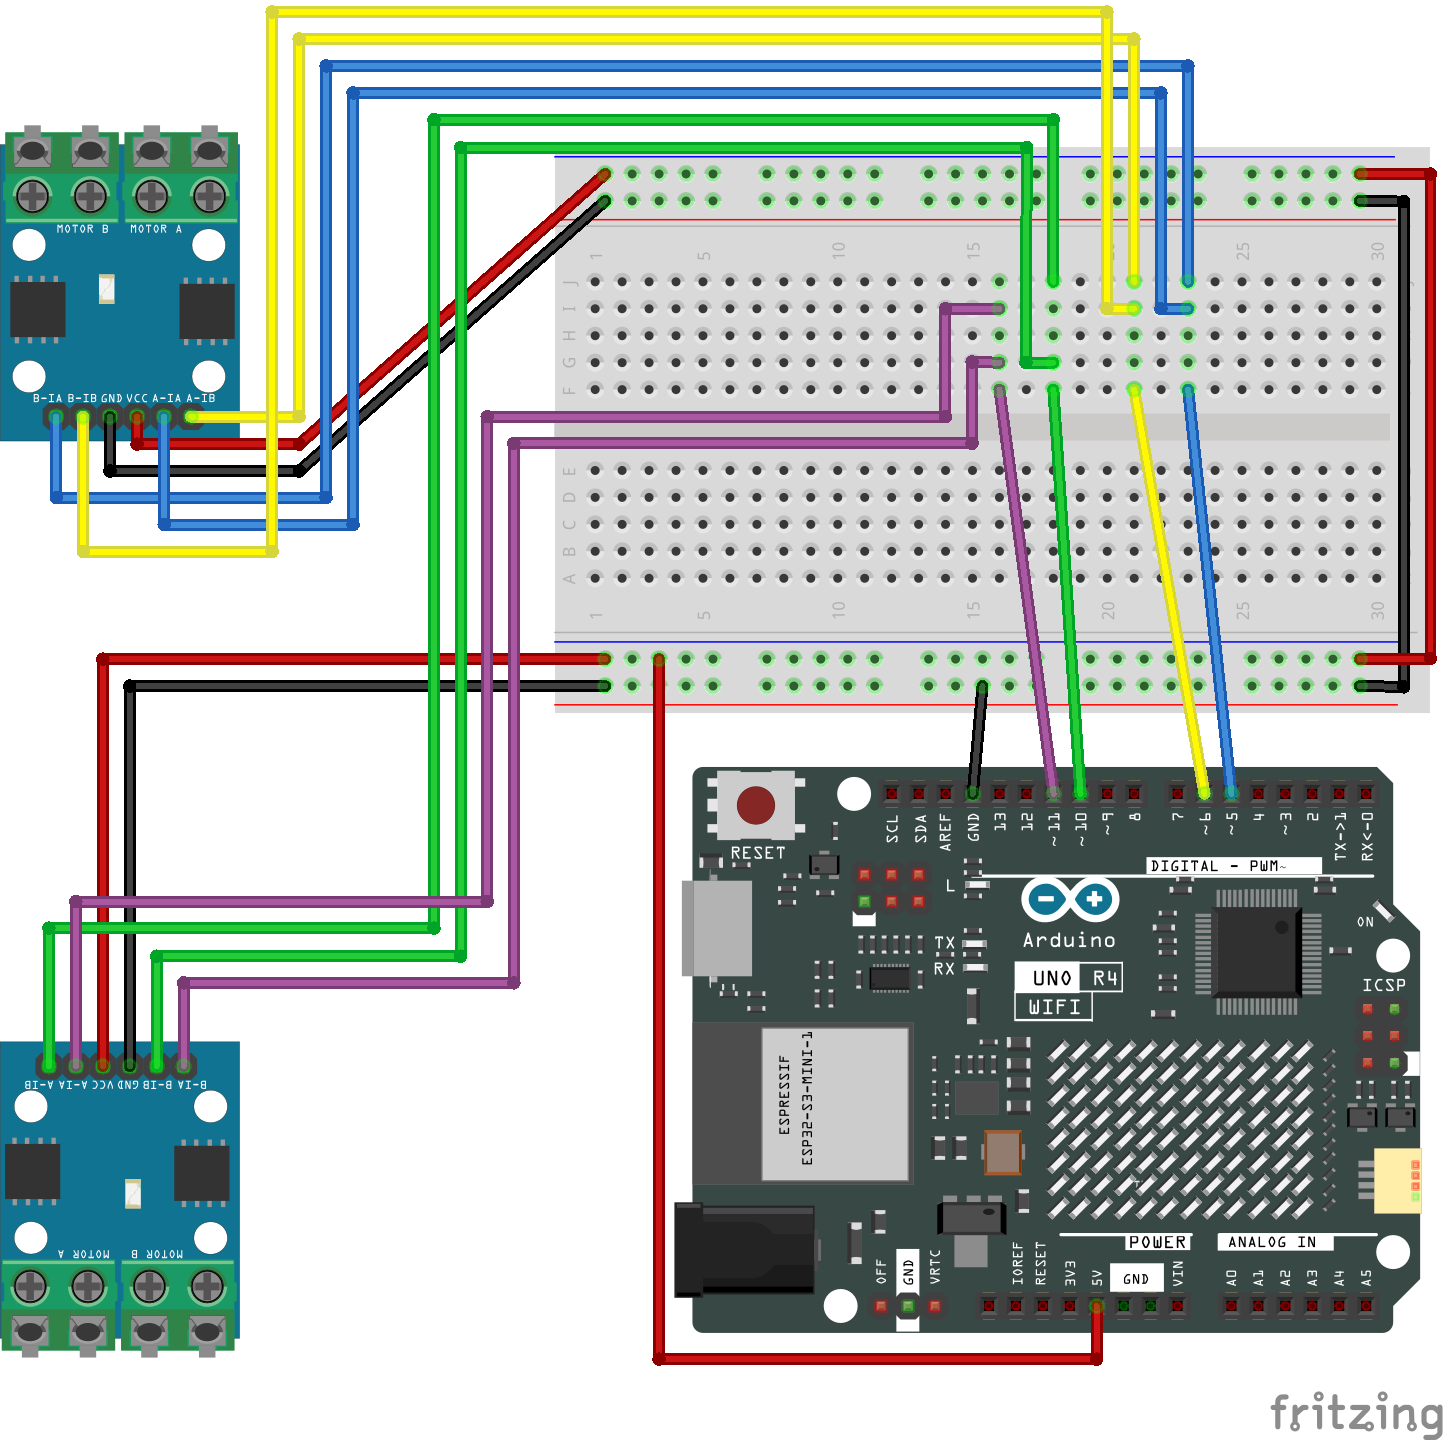 MOTOR B MOTOR A
B-IA B-IB GND VCC A-IA A-IB
1 5 10 15 25 30
J
I
H
G
F
E
D
C
B
A
1 5 10 15 20 25 30
RESET
SCL SDA AREF GND 13 12 ~11 ~10 ~9 8 7 ~6 ~5 4 ~3 2 TX->1 RX<-0
DIGITAL - PWM~
L
TX
RX
Arduino
UNO R4
WIFI
ON
ICSP
ESPRESSIF
ESP32-S3-MINI-1
A-IB A-IA VCC GND B-IB B-IA
MOTOR A MOTOR B
POWER ANALOG IN
OFF GND VRTC IOREF RESET 3V3 5V GND VIN A0 A1 A2 A3 A4 A5
fritzing